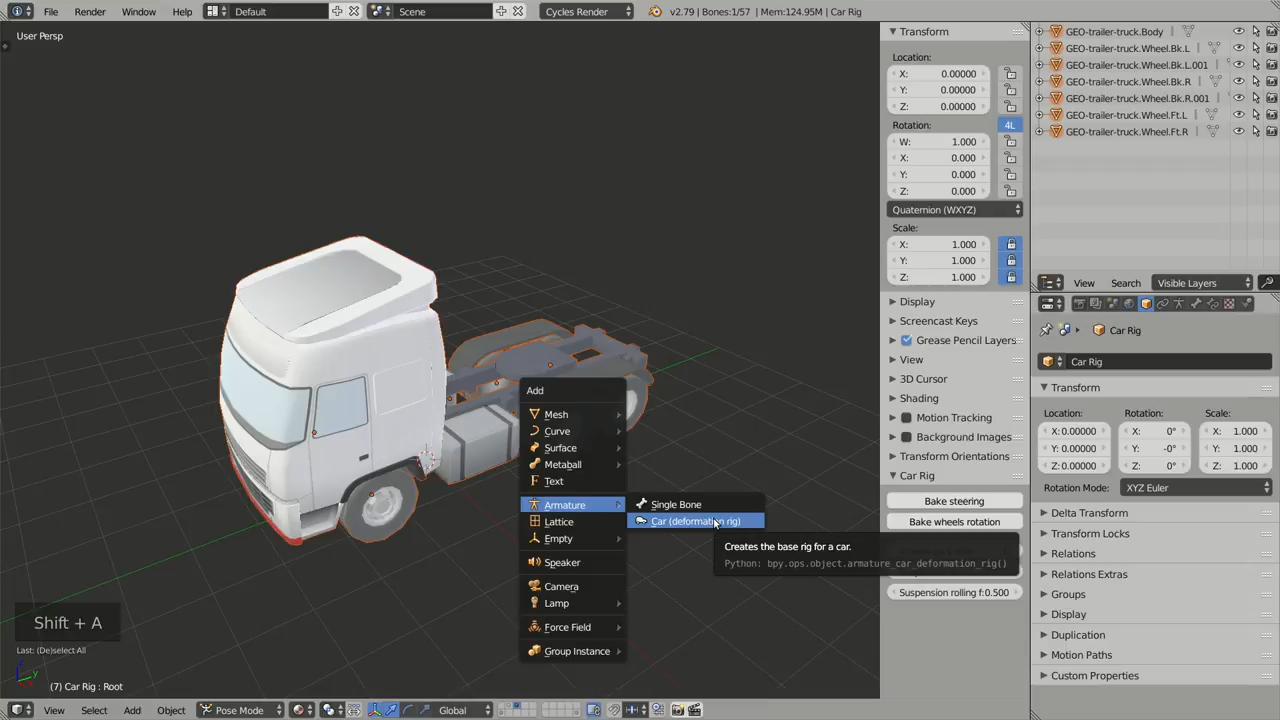 File Render Window Help Default Scene Cycles Render v2.79 | Bones:1/57 | Mem:124.95M | Car Rig
User Persp
Transform
Location:
X: 0.00000
Y: 0.00000
Z: 0.00000
Rotation:
4L
W: 1.000
X: 0.000
Y: 0.000
Z: 0.000
Quaternion (WXYZ)
Scale:
X: 1.000
Y: 1.000
Z: 1.000
Display
Screencast Keys
Grease Pencil Layers
View
3D Cursor
Shading
Motion Tracking
Background Images
Transform Orientations
Car Rig
Bake steering
Bake wheels rotation
Suspension rolling f:0.500
GEO-trailer-truck.Body
GEO-trailer-truck.Wheel.Bk.L
GEO-trailer-truck.Wheel.Bk.L.001
GEO-trailer-truck.Wheel.Bk.R
GEO-trailer-truck.Wheel.Bk.R.001
GEO-trailer-truck.Wheel.Ft.L
GEO-trailer-truck.Wheel.Ft.R
View Search Visible Layers
Car Rig
Car Rig
Transform
Location: Rotation: Scale:
X: 0.00000 X: 0° X: 1.000
Y: 0.00000 Y: -0° Y: 1.000
Z: 0.00000 Z: 0° Z: 1.000
Rotation Mode: XYZ Euler
Delta Transform
Transform Locks
Relations
Relations Extras
Groups
Display
Duplication
Motion Paths
Custom Properties
Add
Mesh
Curve
Surface
Metaball
Text
Armature
Lattice
Empty
Speaker
Camera
Lamp
Force Field
Group Instance
Single Bone
Car (deformation rig)
Creates the base rig for a car.
Python: bpy.ops.object.armature_car_deformation_rig()
Shift + A
Last: (De)select All
(7) Car Rig : Root
View Select Add Object Pose Mode Global